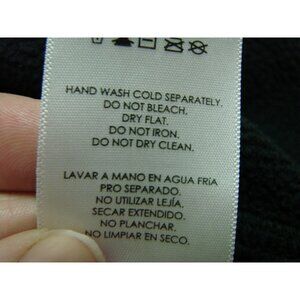 HAND WASH COLD SEPARATELY.
DO NOT BLEACH,
DRY FLAT.
DO NOT IRON.
DO NOT DRY CLEAN.
LAVAR A MANO EN AGUA FRÍA
PRO SEPARADO.
NO UTILIZAR LEJÍA,
SECAR EXTENDIDO.
NO PLANCHAR.
NO LIMPIAR EN SECO.